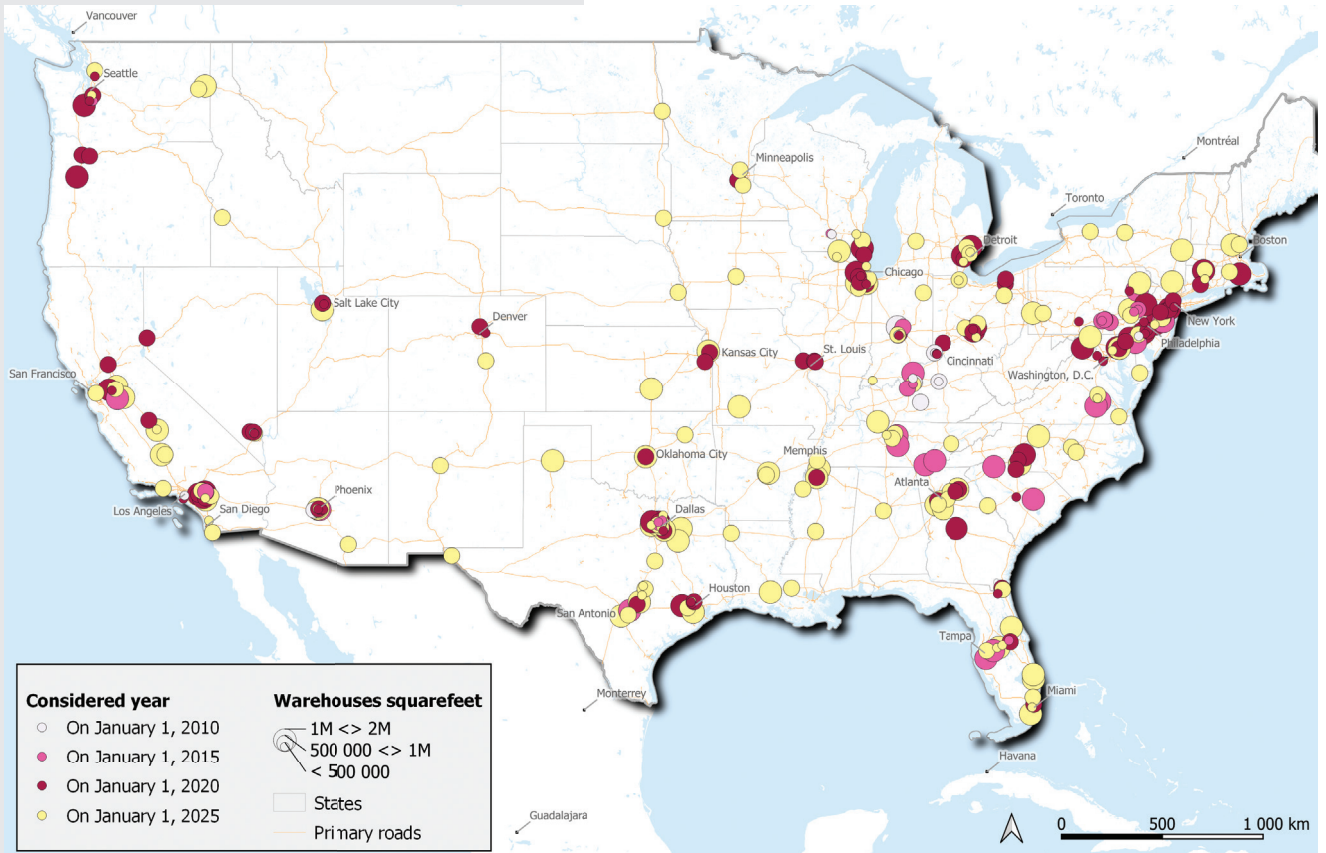 Vancouver
Seattle
Montréal
Minneapolis
Toronto
Boston
Detroit
Chicago
Salt Lake City
Denver
New York
Kansas City
St. Louis
Cincinnati
Philadelphia
San Francisco
Washington, D.C.
Memphis
Oklahoma City
Phoenix
Atlanta
Los Angeles
San Diego
Dallas
Houston
San Antonio
Tampa
Miami
Monterrey
Havana
Guadalajara
Considered year
On January 1, 2010
On January 1, 2015
On January 1, 2020
On January 1, 2025
Warehouses squarefeet
1M <> 2M
500 000 <> 1M
< 500 000
States
Primary roads
0 500 1 000 km